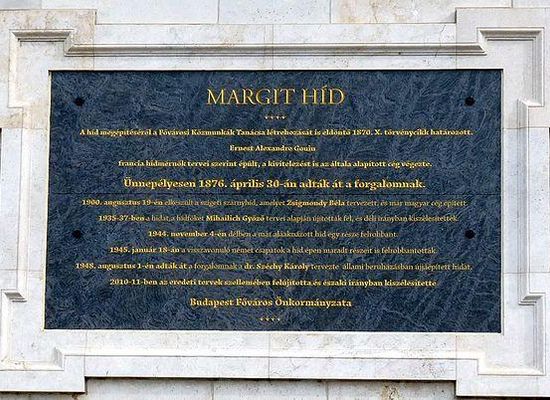 MARGIT HÍD
A híd megépítéséről a Fővárosi Közmunkák Tanácsa létrehozását is eldöntő 1870. X. törvénycikk határozott.
Ernest Alexandre Gouin
francia hídmérnök tervei szerint épült, a kivitelezést is az általa alapított cég végezte.
Ünnepélyesen 1876. április 30-án adták át a forgalomnak.
1900. augusztus 19-én elkészült a szigeti szárnyhíd, amelyet Zsigmondy Béla tervezett, és már magyar cég épített.
1935-37-ben a hidat, a hídfőket Mihailich Győző tervei alapján újították fel, és déli irányban kiszélesítették.
1944. november 4-én délben a már aláaknázott híd egy része felrobbant.
1945. január 18-án a visszavonuló német csapatok a híd épen maradt részeit is felrobbantották.
1948. augusztus 1-én adták át a forgalomnak a dr. Széchy Károly tervezte állami beruházásban újjáépített hidat.
2010-11-ben az eredeti tervek szellemében felújította és északi irányban kiszélesítette
Budapest Főváros Önkormányzata